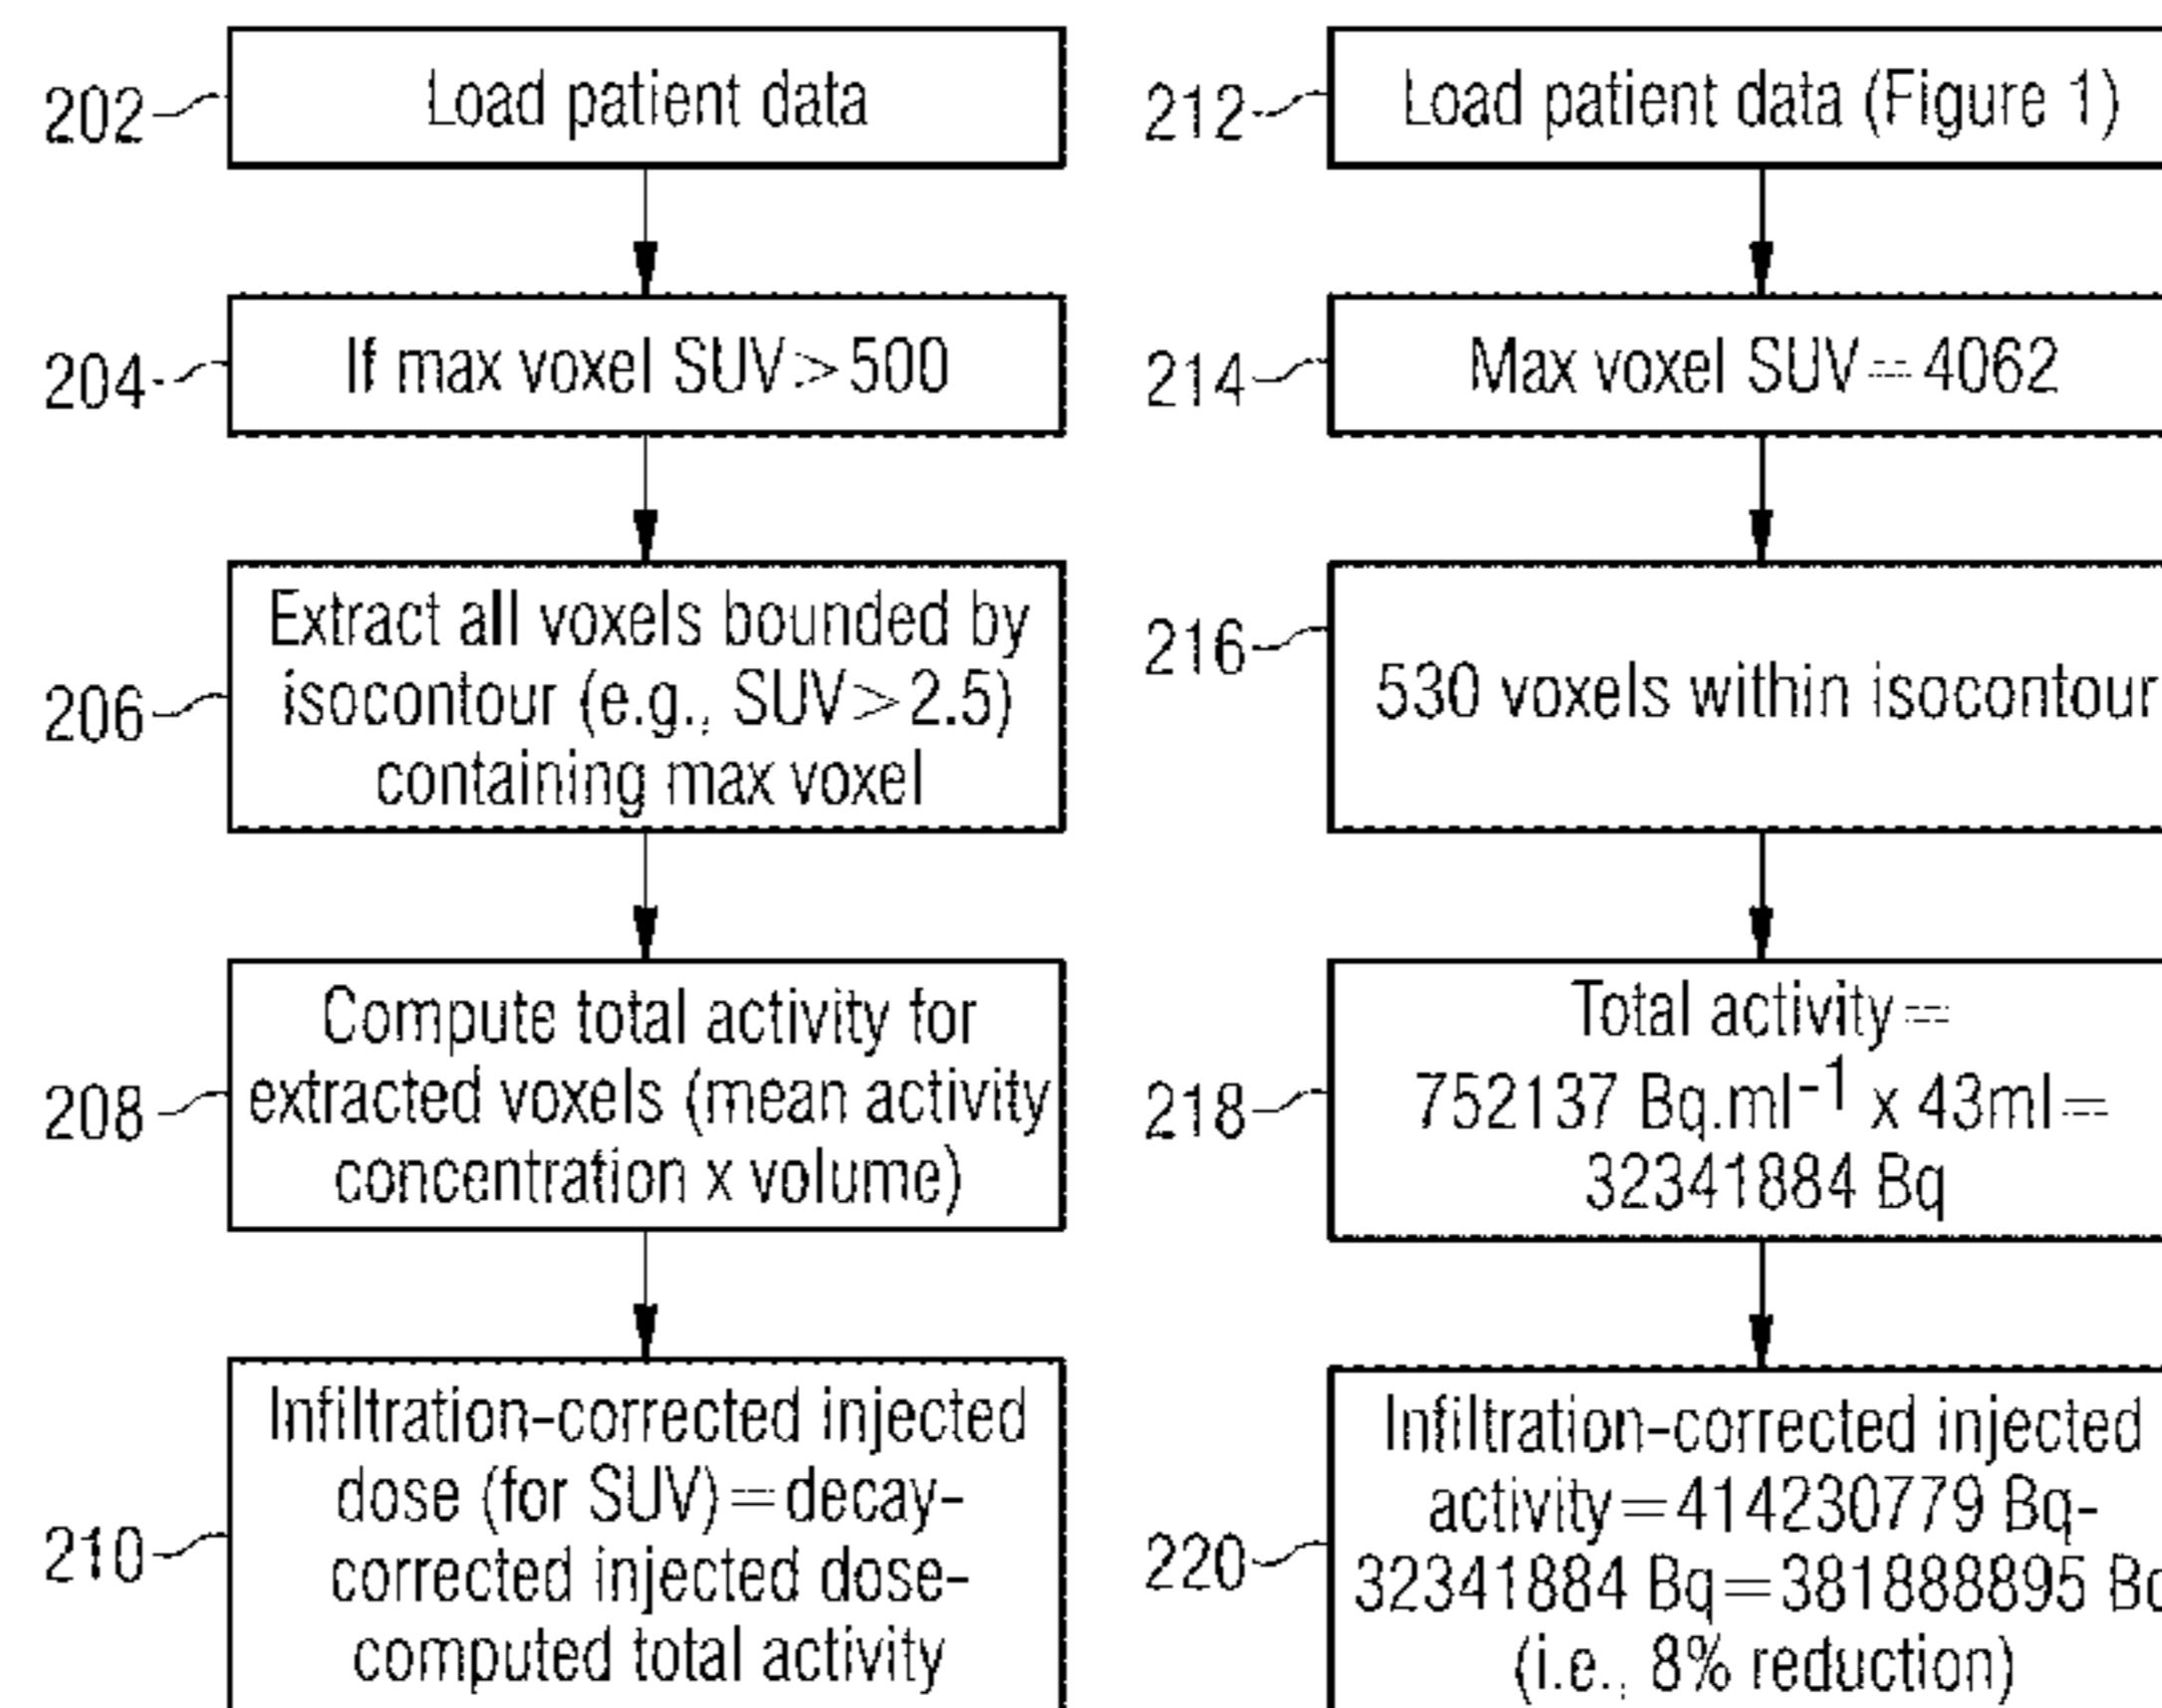 202
Load patient data
204
If max voxel SUV>500
206
Extract all voxels bounded by
isocontour (e.g., SUV>2.5)
containing max voxel
208
Compute total activity for
extracted voxels (mean activity
concentration x volume)
210
Infiltration-corrected injected
dose (for SUV)=decay-
corrected injected dose-
computed total activity
212
Load patient data (Figure 1)
214
Max voxel SUV=4062
216
530 voxels within isocontour
218
Total activity=
752137 Bq.ml-1 x 43ml=
32341884 Bq
220
Infiltration-corrected injected
activity=414230779 Bq-
32341884 Bq=381888895 Bq
(i.e., 8% reduction)